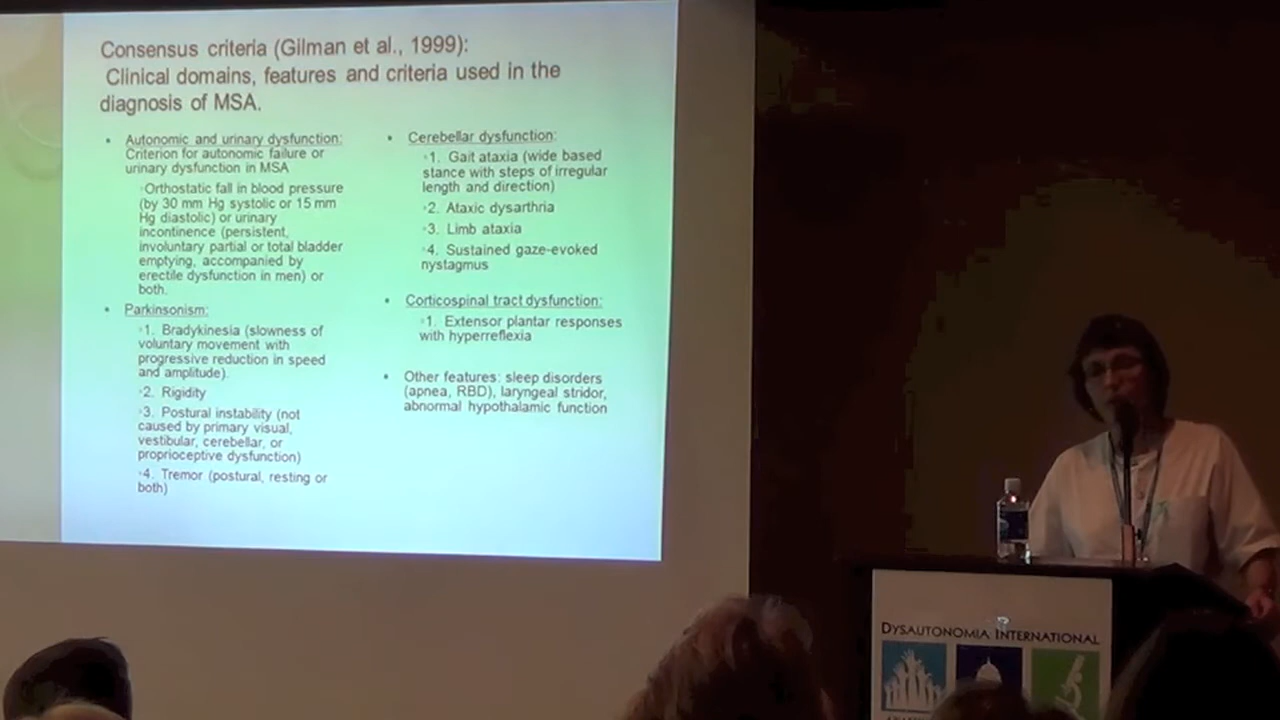 Consensus criteria (Gilman et al., 1999):
Clinical domains, features and criteria used in the
diagnosis of MSA.
• Autonomic and urinary dysfunction:
Criterion for autonomic failure or
urinary dysfunction in MSA
•Orthostatic fall in blood pressure
(by 30 mm Hg systolic or 15 mm
Hg diastolic) or urinary
incontinence (persistent,
involuntary partial or total bladder
emptying, accompanied by
erectile dysfunction in men) or
both.
• Parkinsonism:
•1. Bradykinesia (slowness of
voluntary movement with
progressive reduction in speed
and amplitude).
•2. Rigidity
•3. Postural instability (not
caused by primary visual,
vestibular, cerebellar, or
proprioceptive dysfunction)
•4. Tremor (postural, resting or
both)
• Cerebellar dysfunction:
•1. Gait ataxia (wide based
stance with steps of irregular
length and direction)
•2. Ataxic dysarthria
•3. Limb ataxia
•4. Sustained gaze-evoked
nystagmus
• Corticospinal tract dysfunction:
•1. Extensor plantar responses
with hyperreflexia
• Other features: sleep disorders
(apnea, RBD), laryngeal stridor,
abnormal hypothalamic function
DYSAUTONOMIA INTERNATIONAL